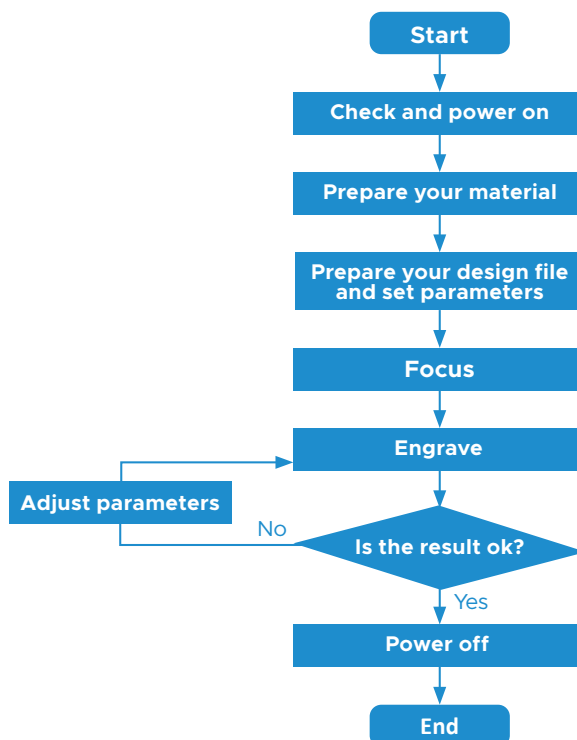 Start
Check and power on
Prepare your material
Prepare your design file
and set parameters
Focus
Engrave
Adjust parameters
No
Is the result ok?
Yes
Power off
End